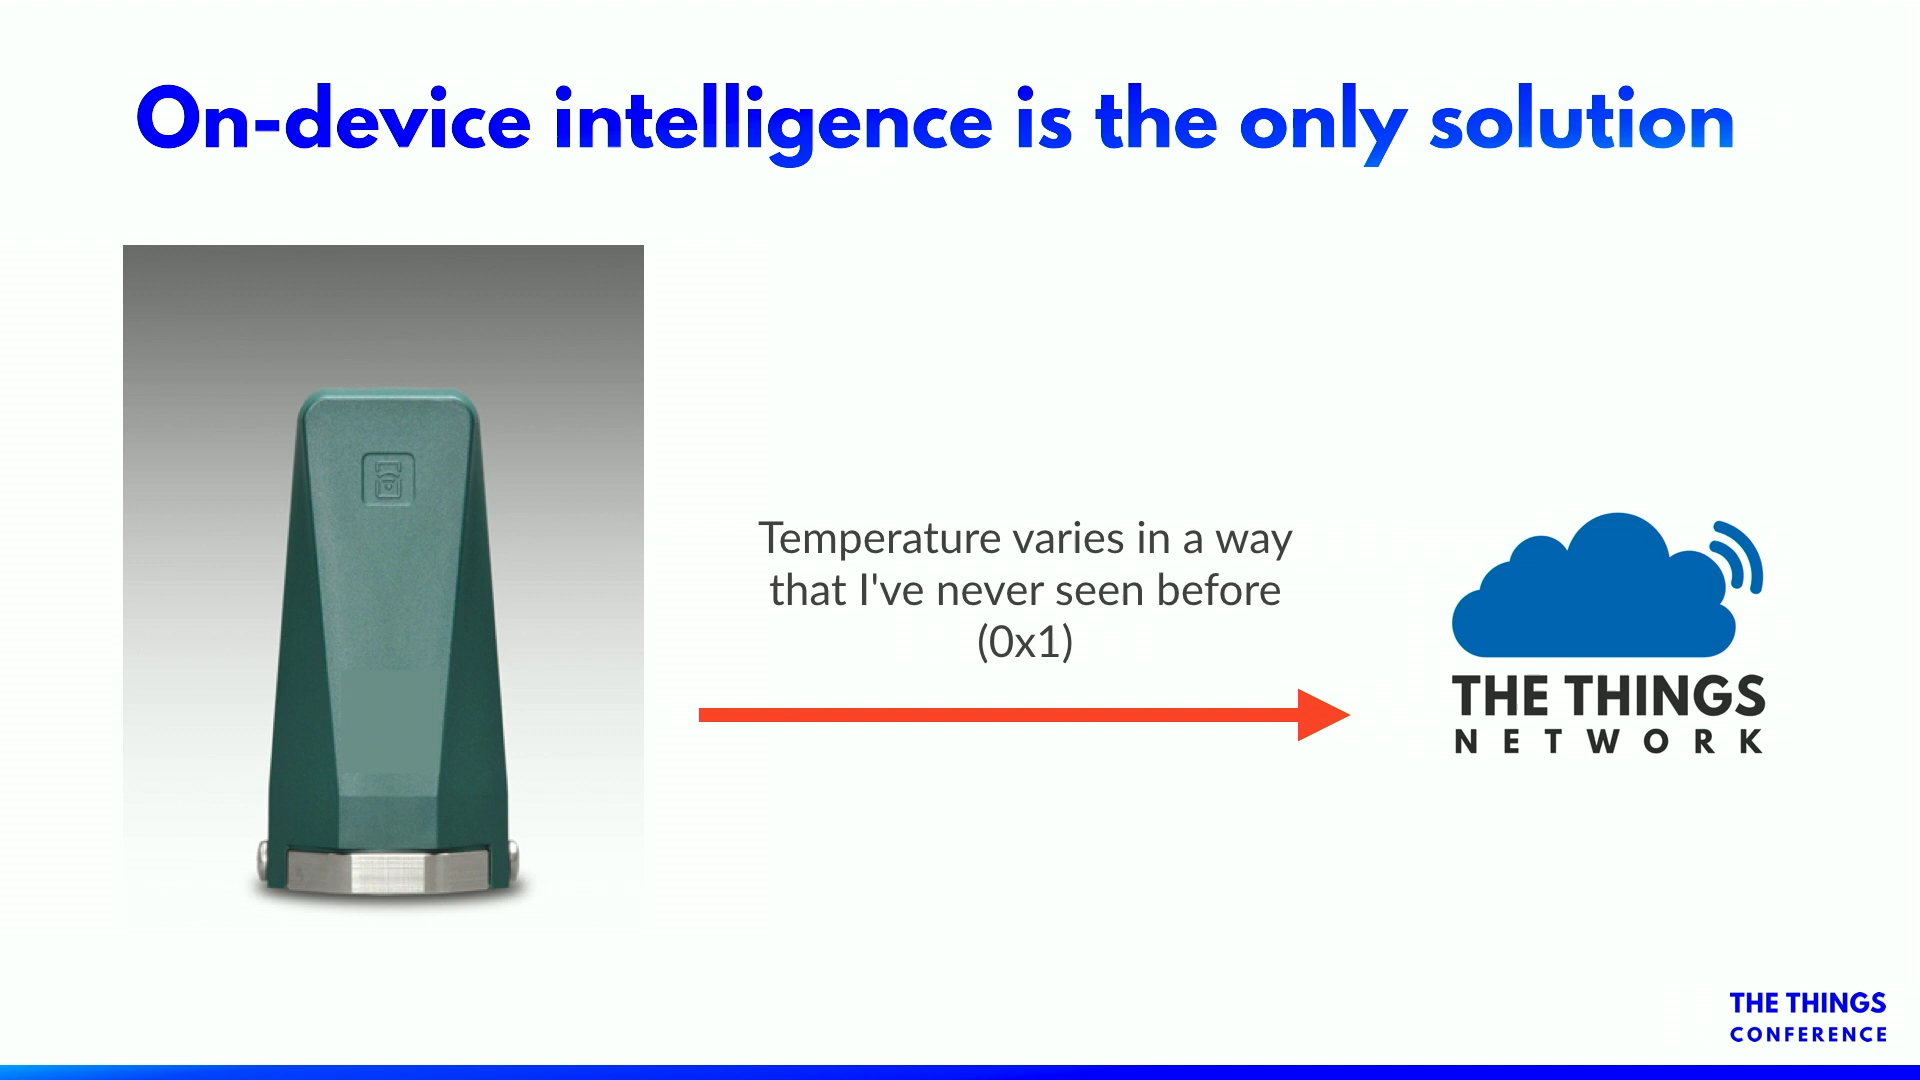 On-device intelligence is the only solution
Temperature varies in a way
that I've never seen before
(0x1)
THE THINGS
NETWORK
THE THINGS
CONFERENCE